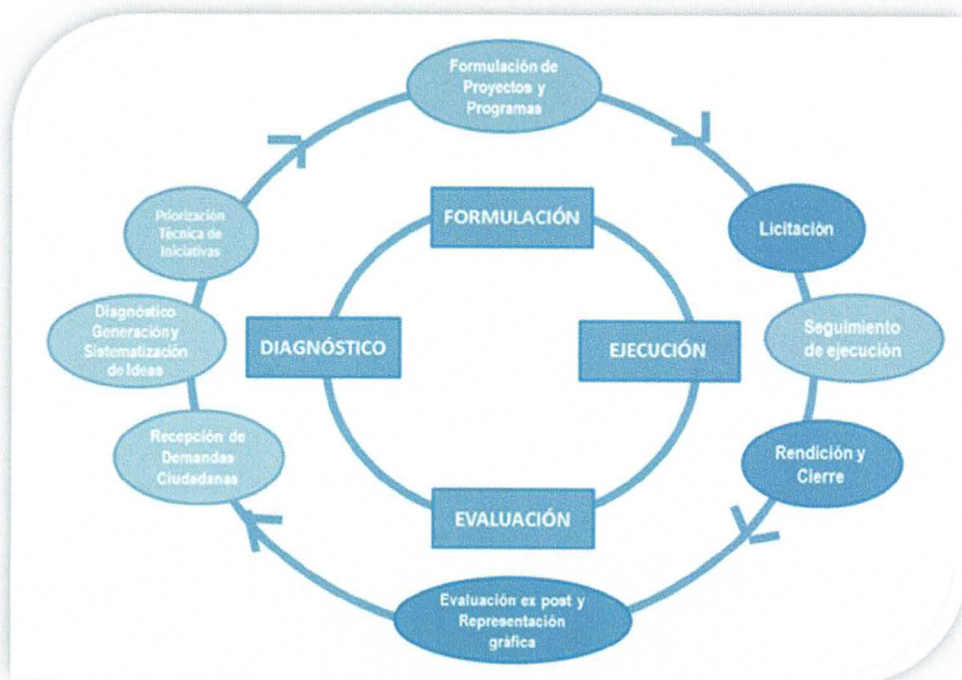 Formulación de
Proyectos y
Programas
Priorización
Técnica de
Iniciativas
FORMULACIÓN
Licitación
Diagnóstico
Generación y
Sistematización
de Ideas
DIAGNÓSTICO
EJECUCIÓN
Seguimiento
de ejecución
Recepción de
Demandas
Ciudadanas
Rendición y
Cierre
EVALUACIÓN
Evaluación ex post y
Representación
gráfica